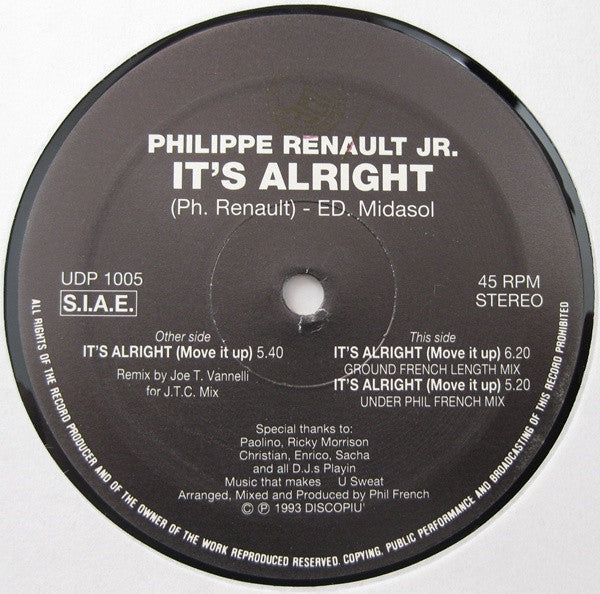 PHILIPPE RENAULT JR.
IT'S ALRIGHT
(Ph. Renault) - ED. Midasol
UDP 1005
S.I.A.E.
45 RPM
STEREO
Other side
IT'S ALRIGHT (Move it up) 5.40
Remix by Joe T. Vannelli
for J.T.C. Mix
This side
IT'S ALRIGHT (Move it up) 6.20
GROUND FRENCH LENGTH MIX
IT'S ALRIGHT (Move it up) 5.20
UNDER PHIL FRENCH MIX
Special thanks to:
Paolino, Ricky Morrison
Christian, Enrico, Sacha
and all D.J.s Playin
Music that makes U Sweat
Arranged, Mixed and Produced by Phil French
© ℗ 1993 DISCOPIU'
ALL RIGHTS OF THE RECORD PRODUCER AND OF THE OWNER OF THE WORK REPRODUCED RESERVED. COPYING, PUBLIC PERFORMANCE AND BROADCASTING OF THIS RECORD PROHIBITED